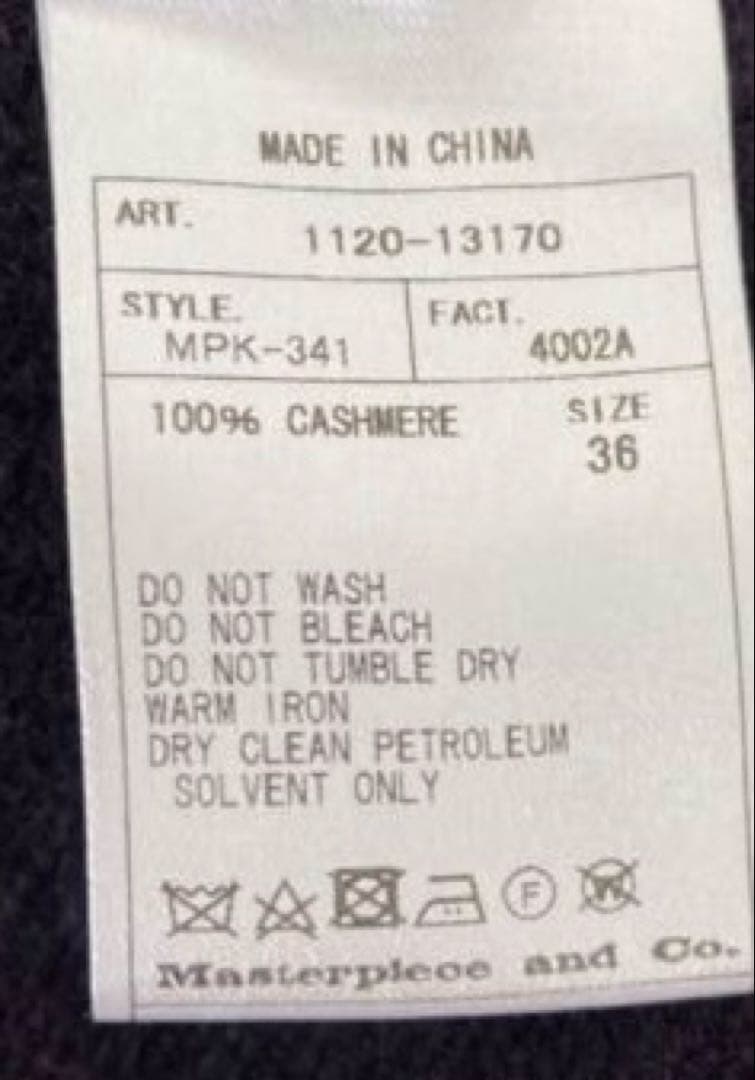 MADE IN CHINA
ART.
1120-13170
STYLE.
MPK-341
FACT.
4002A
100% CASHMERE
SIZE
36
DO NOT WASH
DO NOT BLEACH
DO NOT TUMBLE DRY
WARM IRON
DRY CLEAN PETROLEUM
SOLVENT ONLY
F W
Masterpiece and Co.